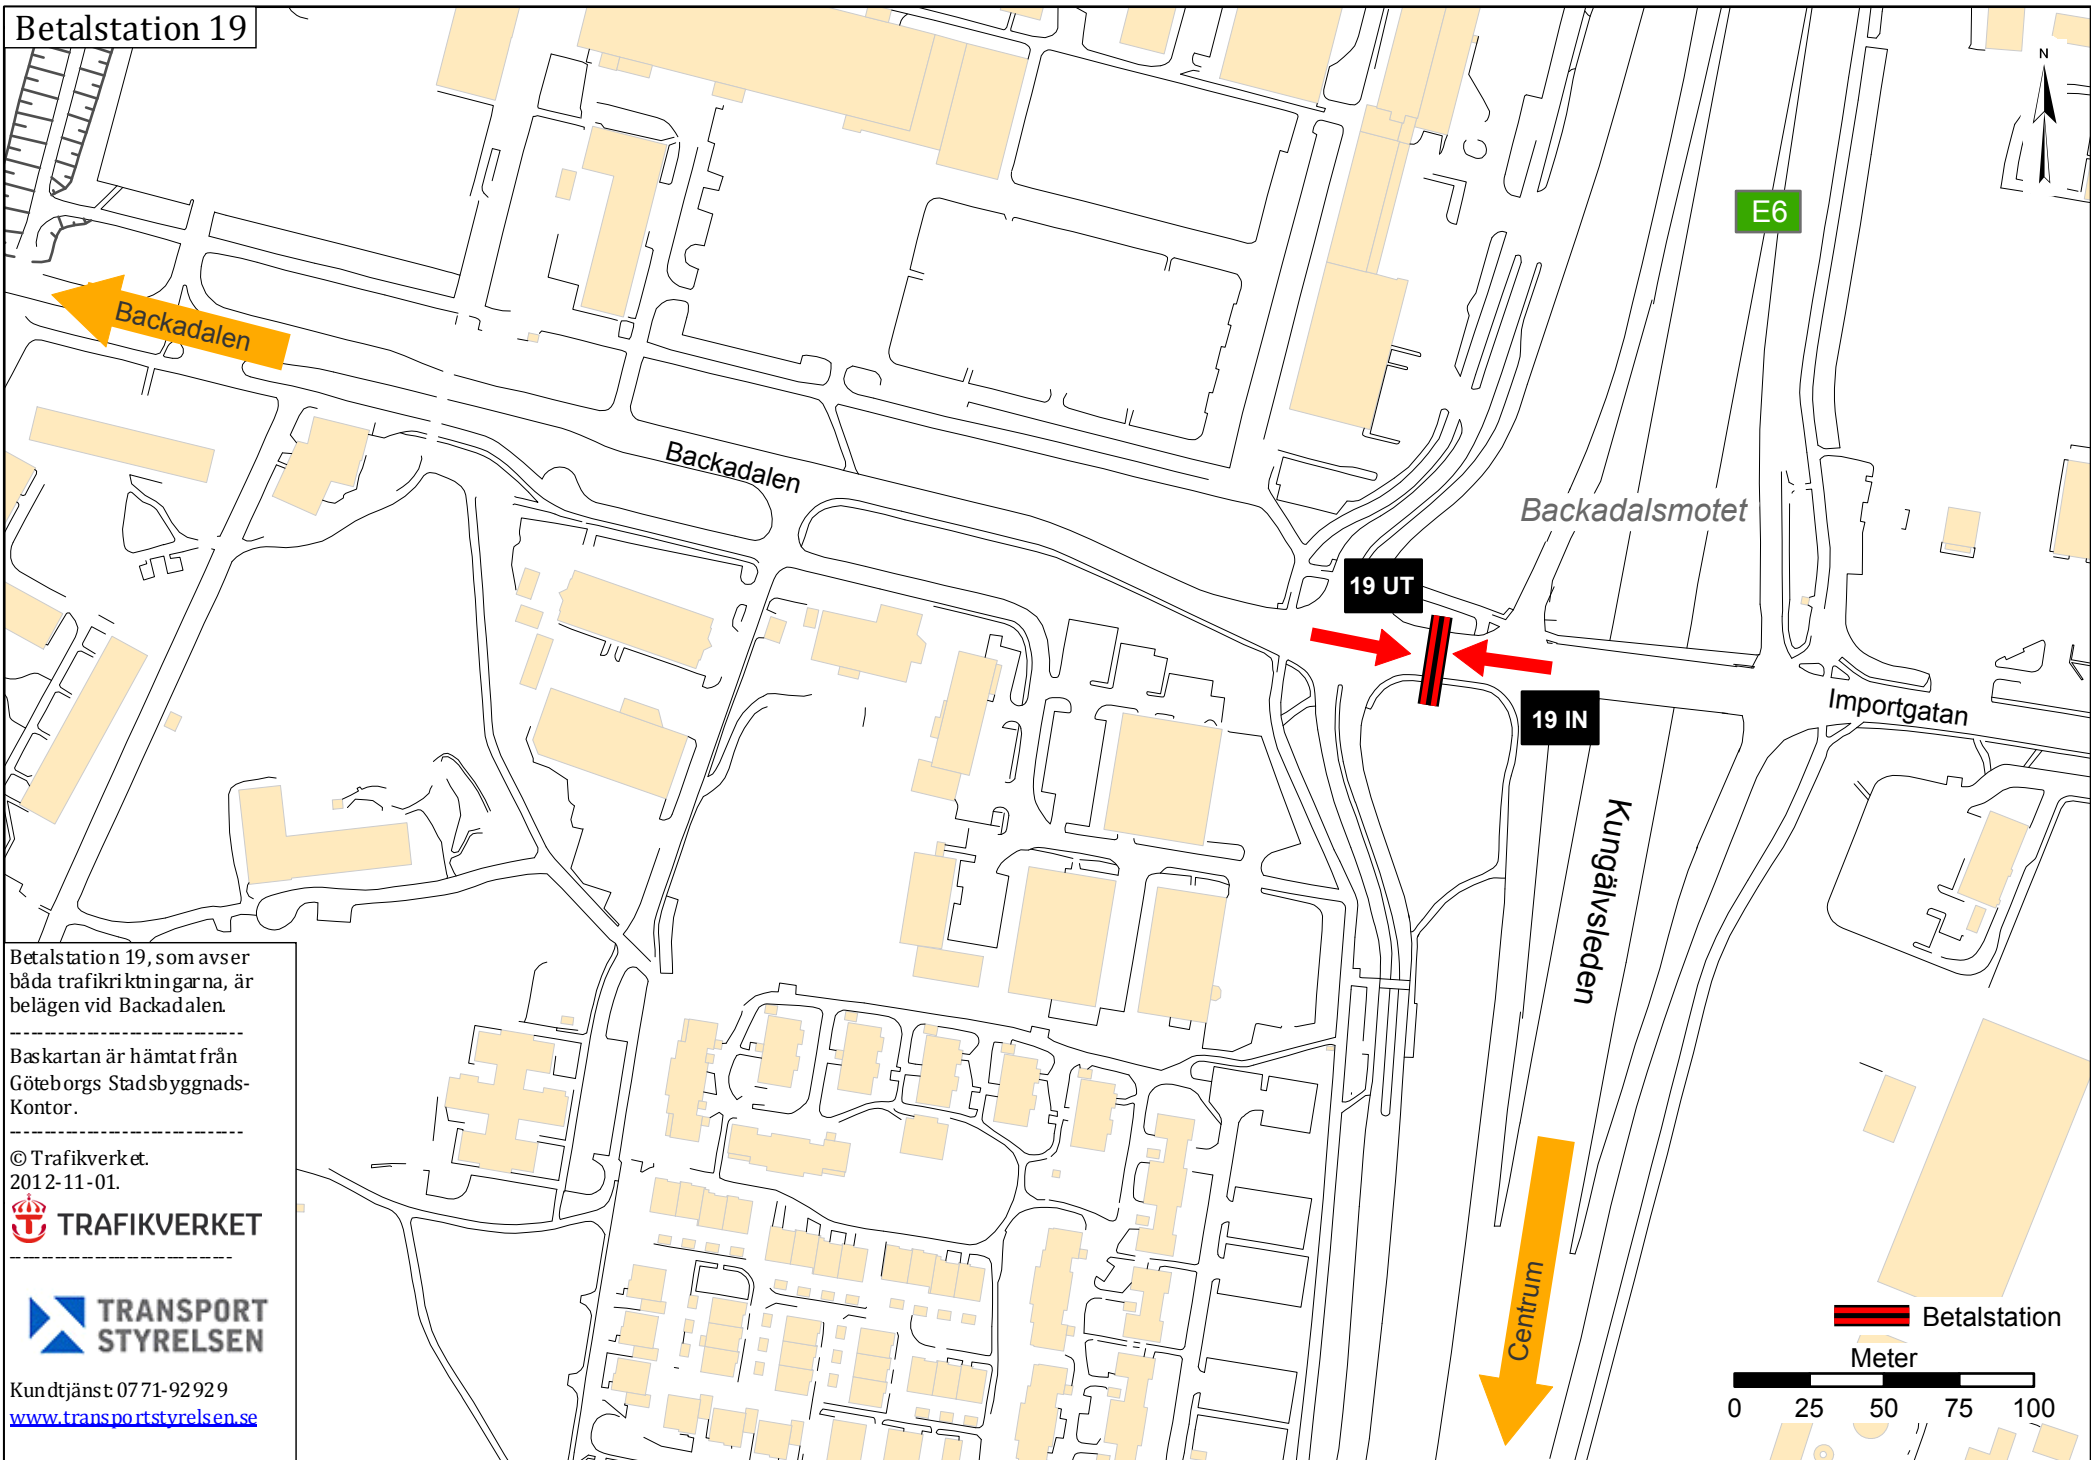 Betalstation 19
N
E6
Backadalen
Backadalen
Backadalsmotet
19 UT
19 IN
Importgatan
Kungälvsleden
Centrum
Betalstation 19, som avser
båda trafikriktningarna, är
belägen vid Backadalen.
Baskartan är hämtat från
Göteborgs Stadsbyggnads-
Kontor.
© Trafikverket.
2012-11-01.
TRAFIKVERKET
TRANSPORT
STYRELSEN
Kundtjänst: 0771-92929
www.transportstyrelsen.se
Betalstation
Meter
0 25 50 75 100